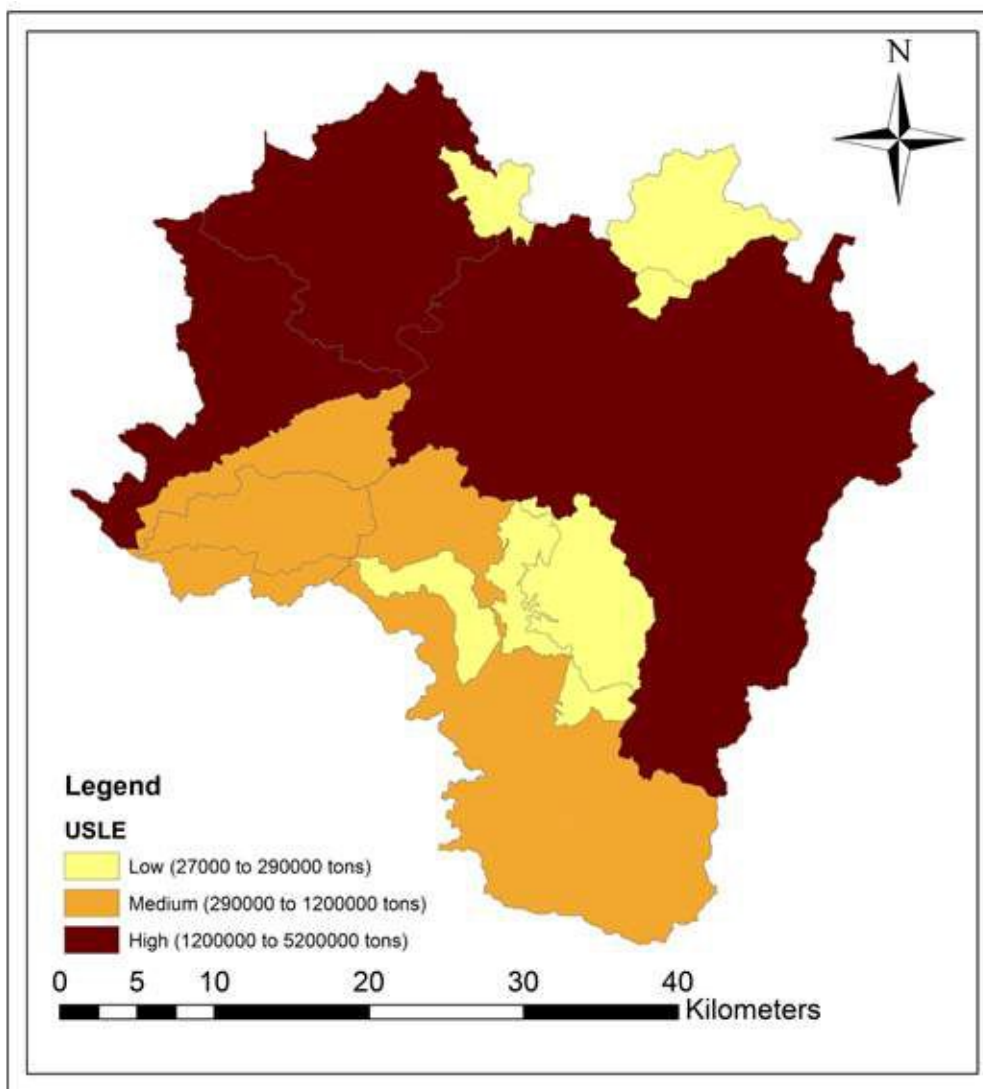 N
Legend
USLE
Low (27000 to 290000 tons)
Medium (290000 to 1200000 tons)
High (1200000 to 5200000 tons)
0 5 10 20 30 40
Kilometers